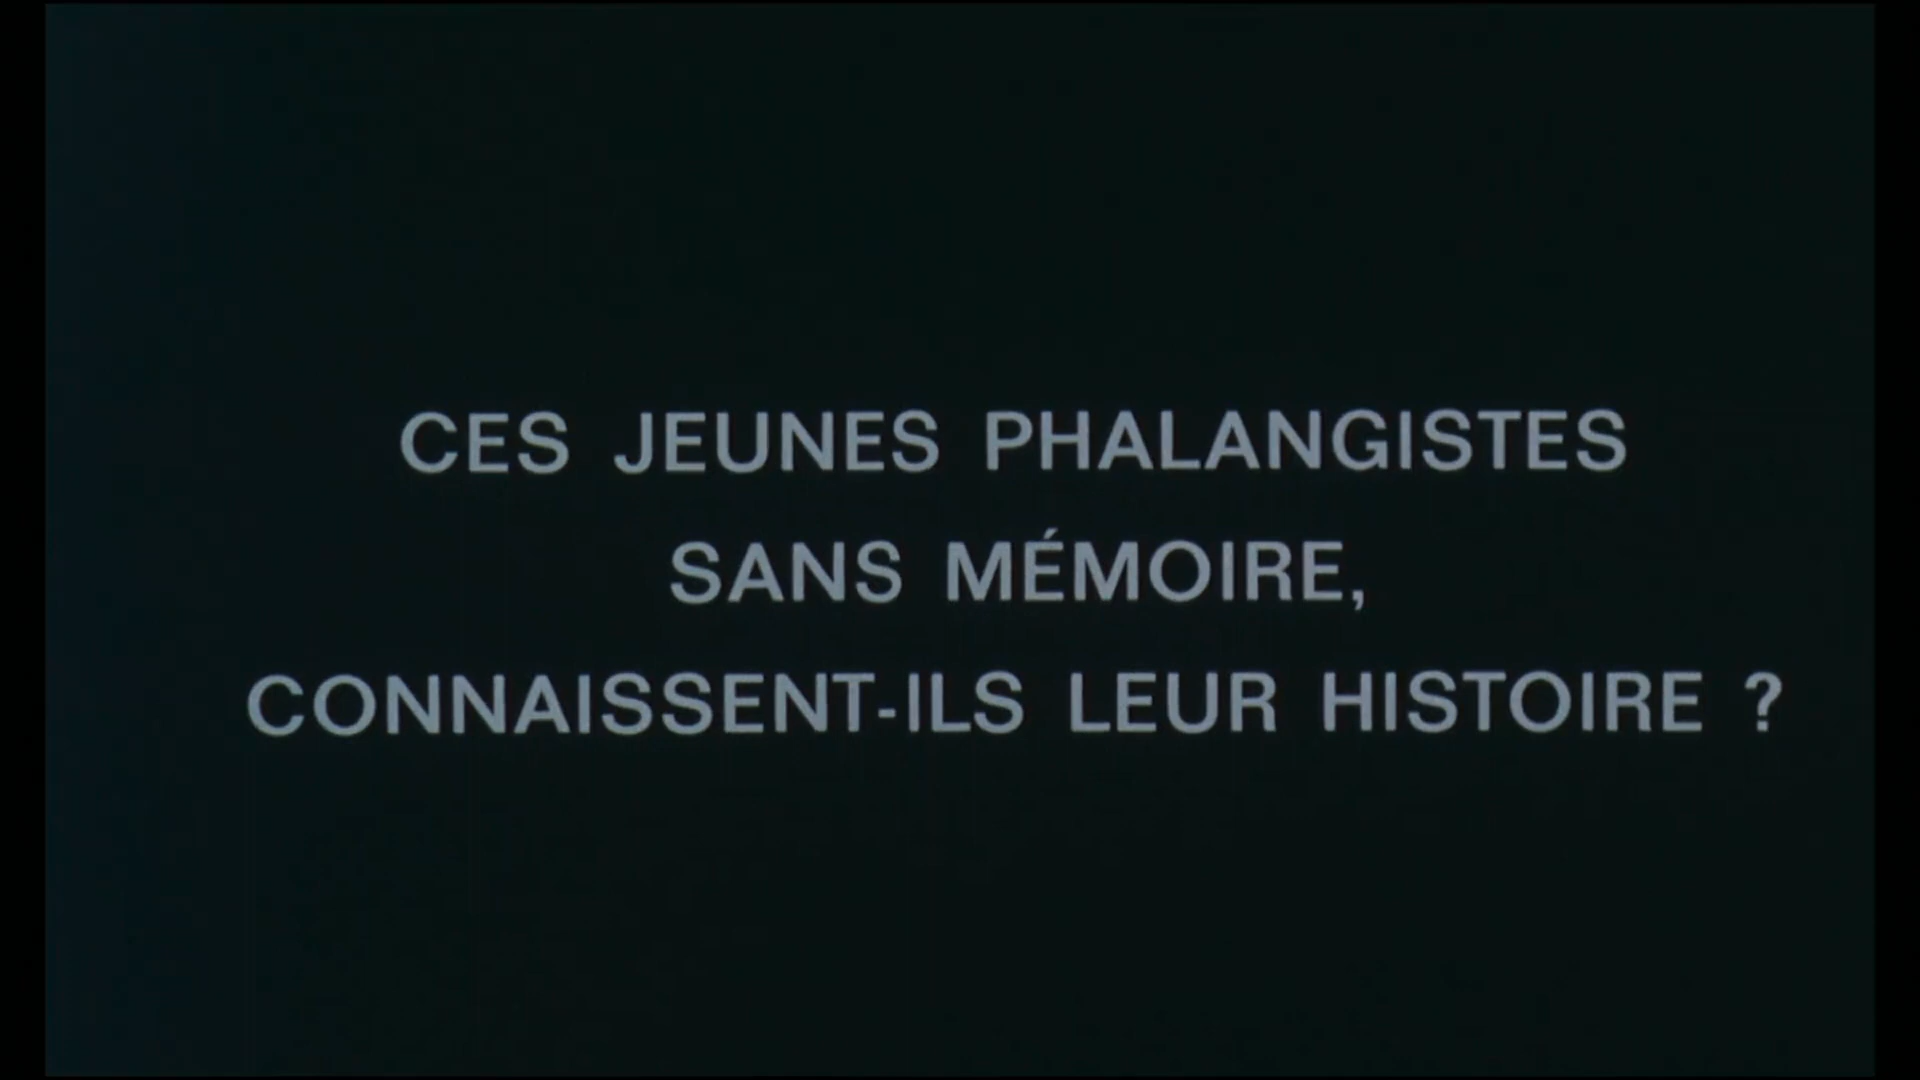 CES JEUNES PHALANGISTES
SANS MÉMOIRE,
CONNAISSENT-ILS LEUR HISTOIRE ?